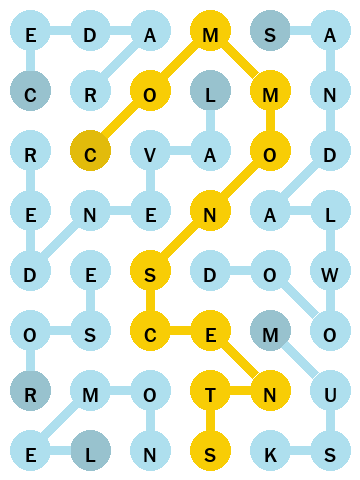 E D A M S A
C R O L M N
R C V A O D
E N E N A L
D E S D O W
O S C E M O
R M O T N U
E L N S K S